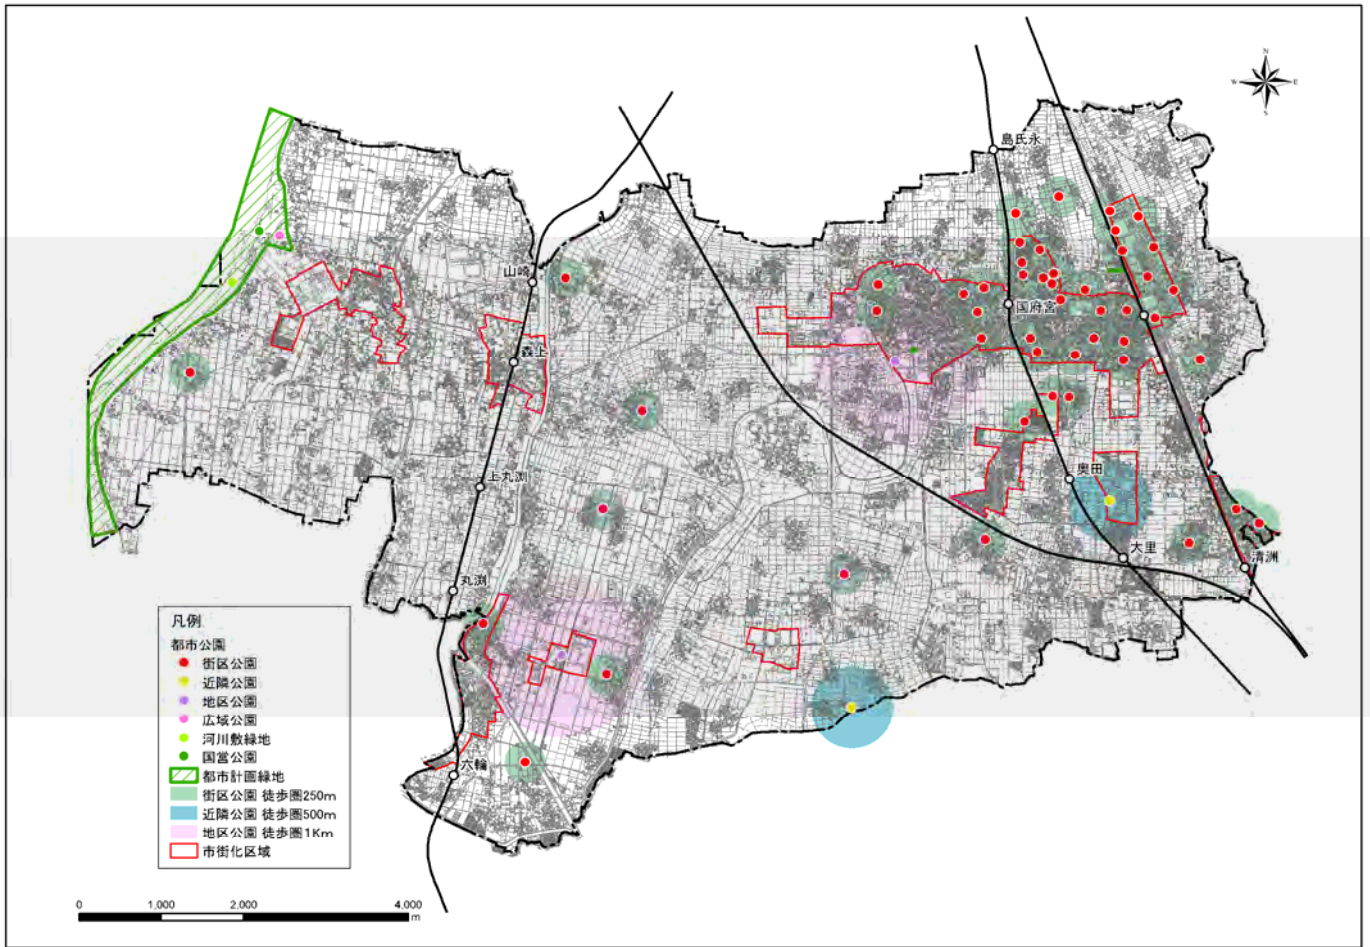 N
W
E
S
島氏永
山崎
国府宮
森上
上丸渕
奥田
大里
清洲
丸渕
六輪
凡例
都市公園
街区公園
近隣公園
地区公園
広域公園
河川敷緑地
国営公園
都市計画緑地
街区公園 徒歩圏250m
近隣公園 徒歩圏500m
地区公園 徒歩圏1Km
市街化区域
0 1,000 2,000 4,000
m